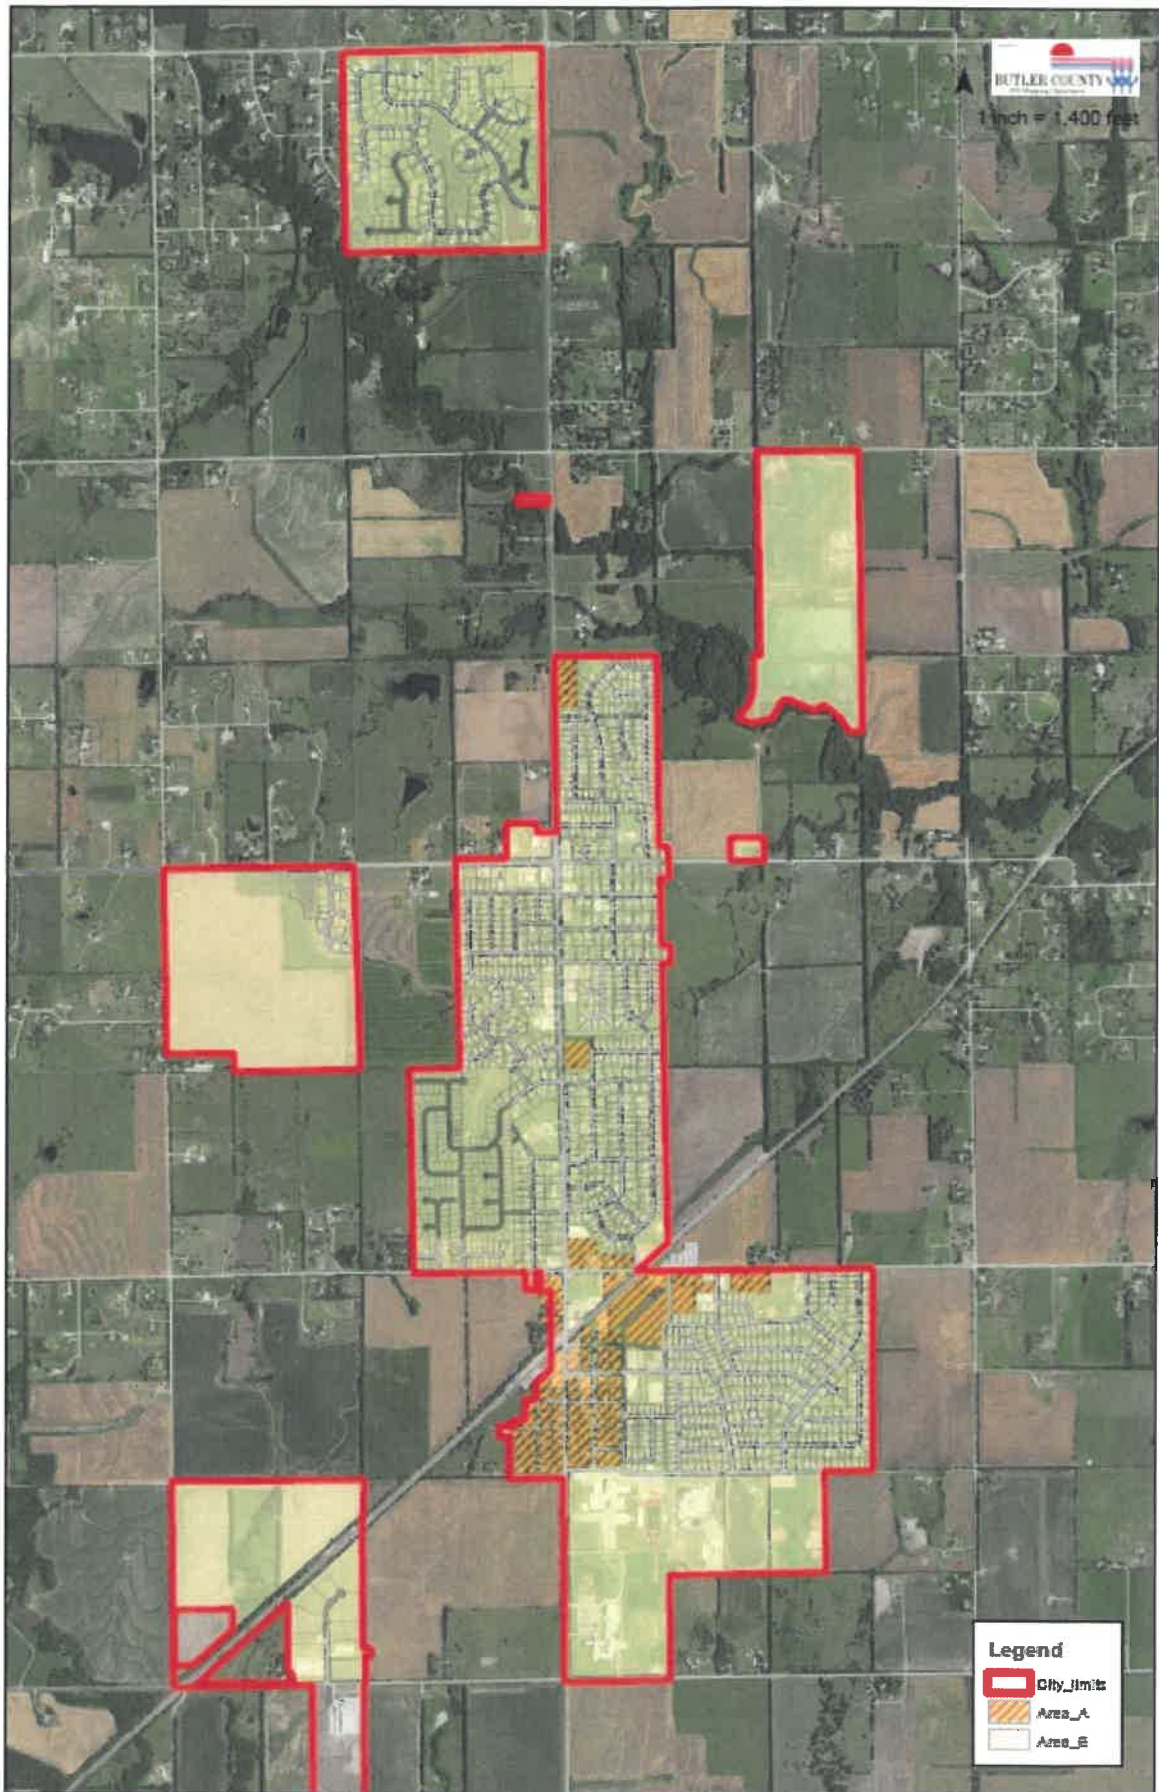 BUTLER COUNTY
1 inch = 1,400 feet
Legend
City_limits
Area_A
Area_B